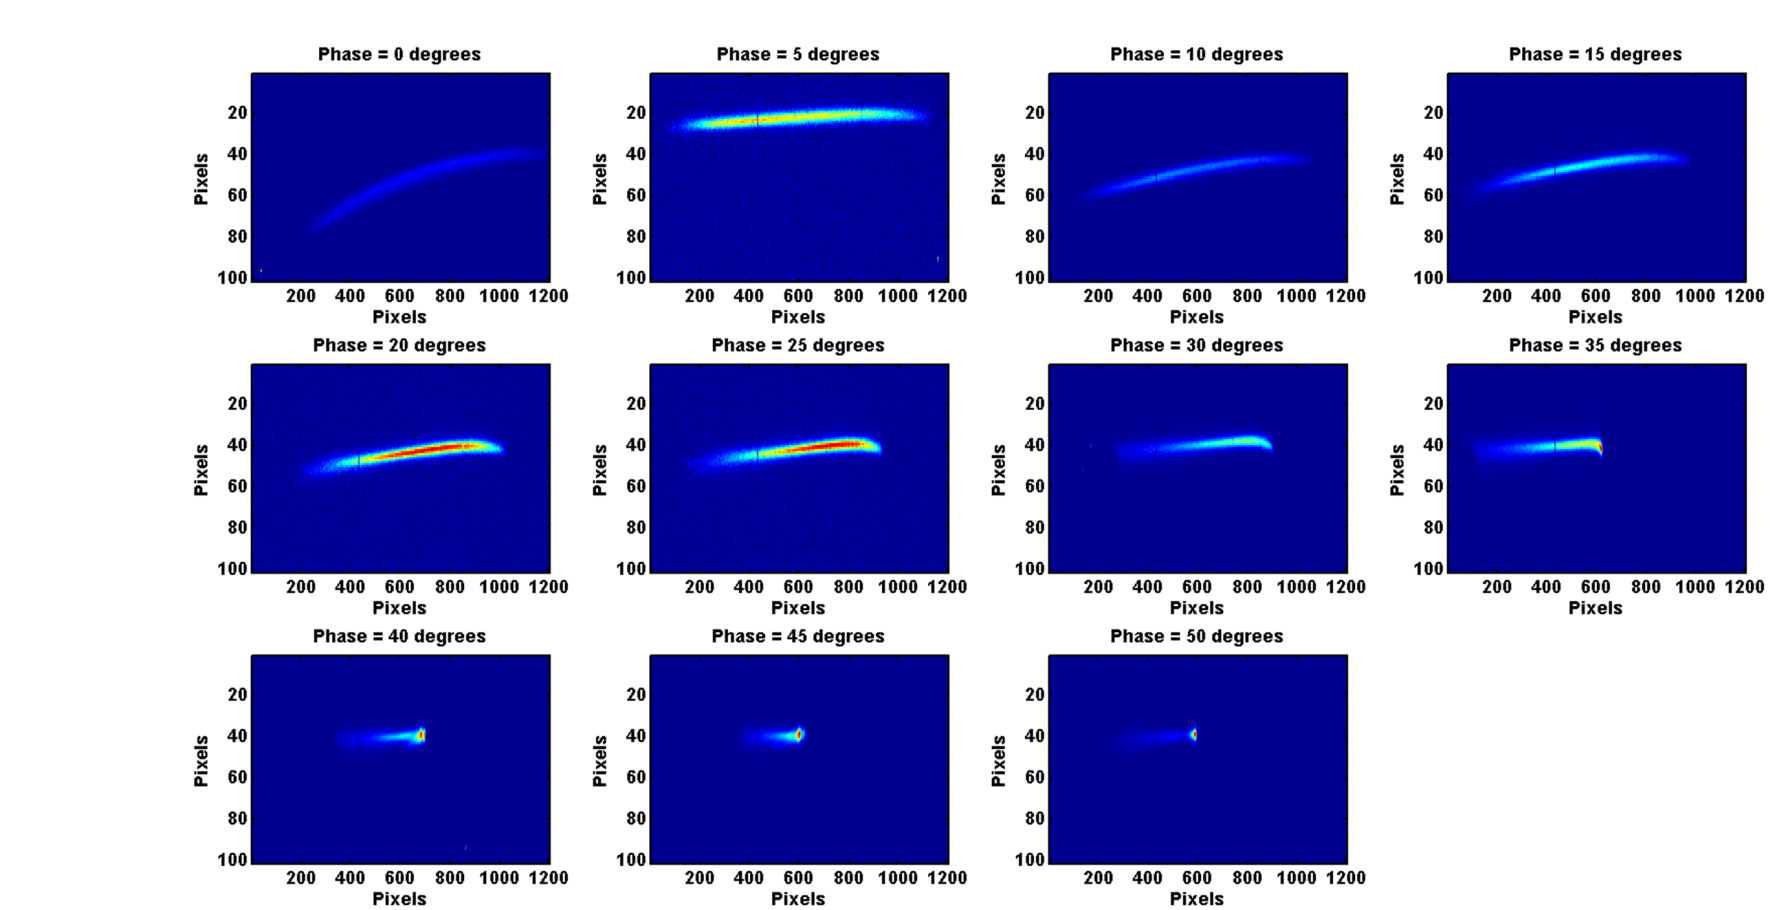 Phase = 0 degrees
Pixels
20
40
60
80
100
200 400 600 800 1000 1200
Pixels
Phase = 5 degrees
Pixels
20
40
60
80
100
200 400 600 800 1000 1200
Pixels
Phase = 10 degrees
Pixels
20
40
60
80
100
200 400 600 800 1000 1200
Pixels
Phase = 15 degrees
Pixels
20
40
60
80
100
200 400 600 800 1000 1200
Pixels
Phase = 20 degrees
Pixels
20
40
60
80
100
200 400 600 800 1000 1200
Pixels
Phase = 25 degrees
Pixels
20
40
60
80
100
200 400 600 800 1000 1200
Pixels
Phase = 30 degrees
Pixels
20
40
60
80
100
200 400 600 800 1000 1200
Pixels
Phase = 35 degrees
Pixels
20
40
60
80
100
200 400 600 800 1000 1200
Pixels
Phase = 40 degrees
Pixels
20
40
60
80
100
200 400 600 800 1000 1200
Pixels
Phase = 45 degrees
Pixels
20
40
60
80
100
200 400 600 800 1000 1200
Pixels
Phase = 50 degrees
Pixels
20
40
60
80
100
200 400 600 800 1000 1200
Pixels